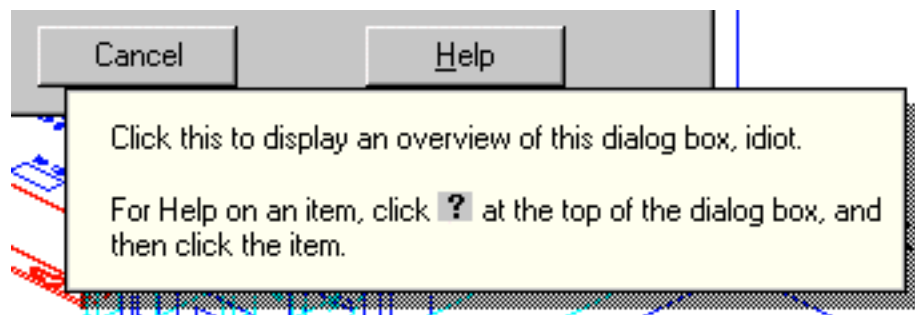 Cancel Help
Click this to display an overview of this dialog box, idiot.
For Help on an item, click ? at the top of the dialog box, and
then click the item.